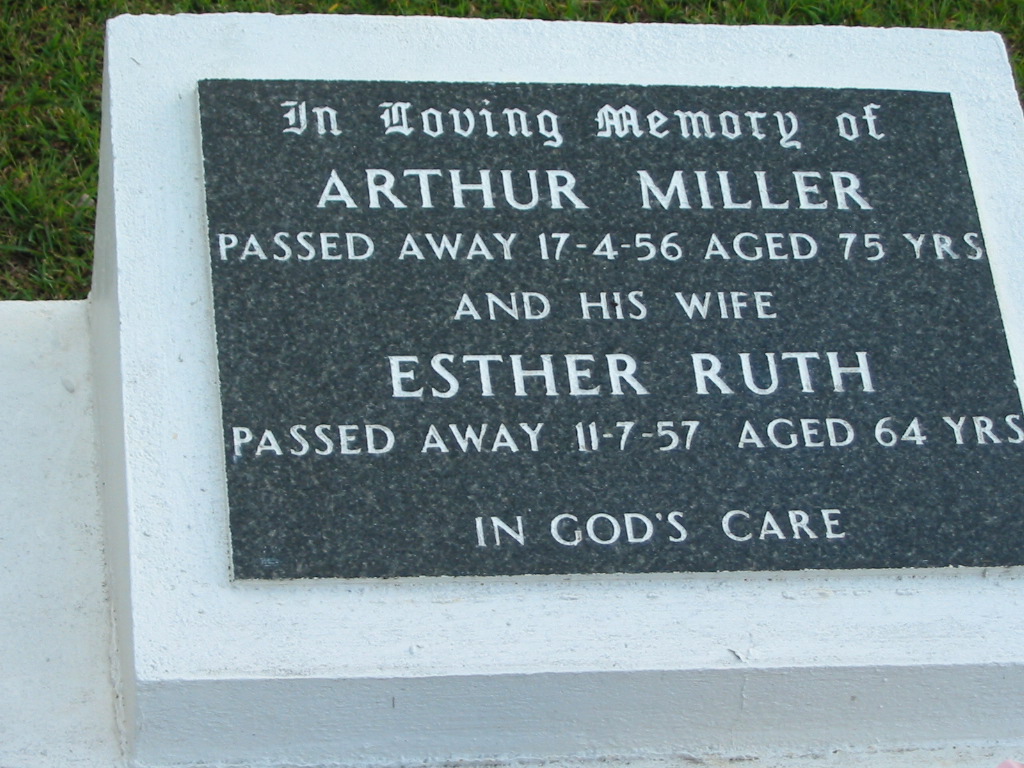 In Loving Memory of
ARTHUR MILLER
PASSED AWAY 17-4-56 AGED 75 YRS
AND HIS WIFE
ESTHER RUTH
PASSED AWAY 11-7-57 AGED 64 YRS
IN GOD'S CARE